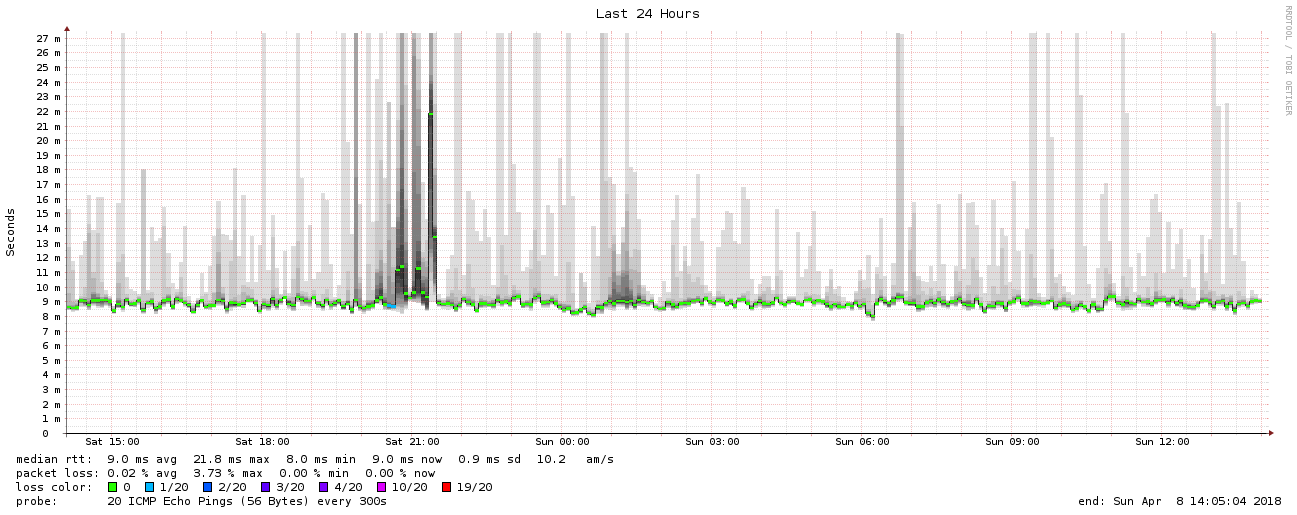 Last 24 Hours
RRDTOOL / TOBI OETIKER
Seconds
27 m
26 m
25 m
24 m
23 m
22 m
21 m
20 m
19 m
18 m
17 m
16 m
15 m
14 m
13 m
12 m
11 m
10 m
9 m
8 m
7 m
6 m
5 m
4 m
3 m
2 m
1 m
0
Sat 15:00 Sat 18:00 Sat 21:00 Sun 00:00 Sun 03:00 Sun 06:00 Sun 09:00 Sun 12:00
median rtt: 9.0 ms avg 21.8 ms max 8.0 ms min 9.0 ms now 0.9 ms sd 10.2 am/s
packet loss: 0.02 % avg 3.73 % max 0.00 % min 0.00 % now
loss color: 0 1/20 2/20 3/20 4/20 10/20 19/20
probe: 20 ICMP Echo Pings (56 Bytes) every 300s end: Sun Apr 8 14:05:04 2018